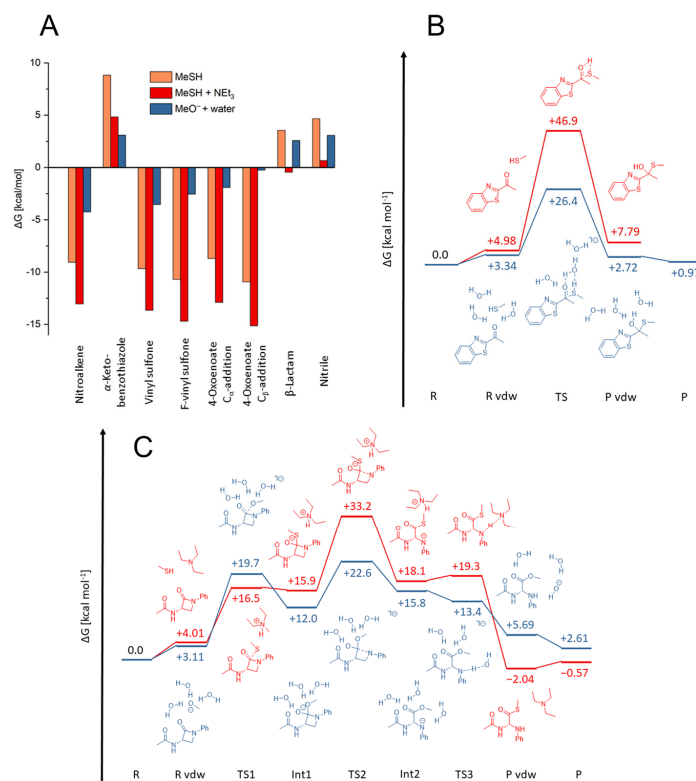 A
ΔG [kcal/mol]
10
5
0
-5
-10
-15
MeSH
MeSH + NEt3
MeO⁻ + water
Nitroalkene
α-Keto-
benzothiazole
Vinyl sulfone
F-vinyl sulfone
4-Oxoenoate
Cα-addition
4-Oxoenoate
Cβ-addition
β-Lactam
Nitrile
B
ΔG [kcal mol⁻¹]
+46.9
+26.4
0.0
+4.98
+3.34
+7.79
+2.72
+0.97
R
R vdw
TS
P vdw
P
C
ΔG [kcal mol⁻¹]
+33.2
+19.7
+16.5
+15.9
+12.0
+22.6
+18.1
+15.8
+19.3
+13.4
0.0
+4.01
+3.11
+5.69
+2.61
−2.04
−0.57
R
R vdw
TS1
Int1
TS2
Int2
TS3
P vdw
P